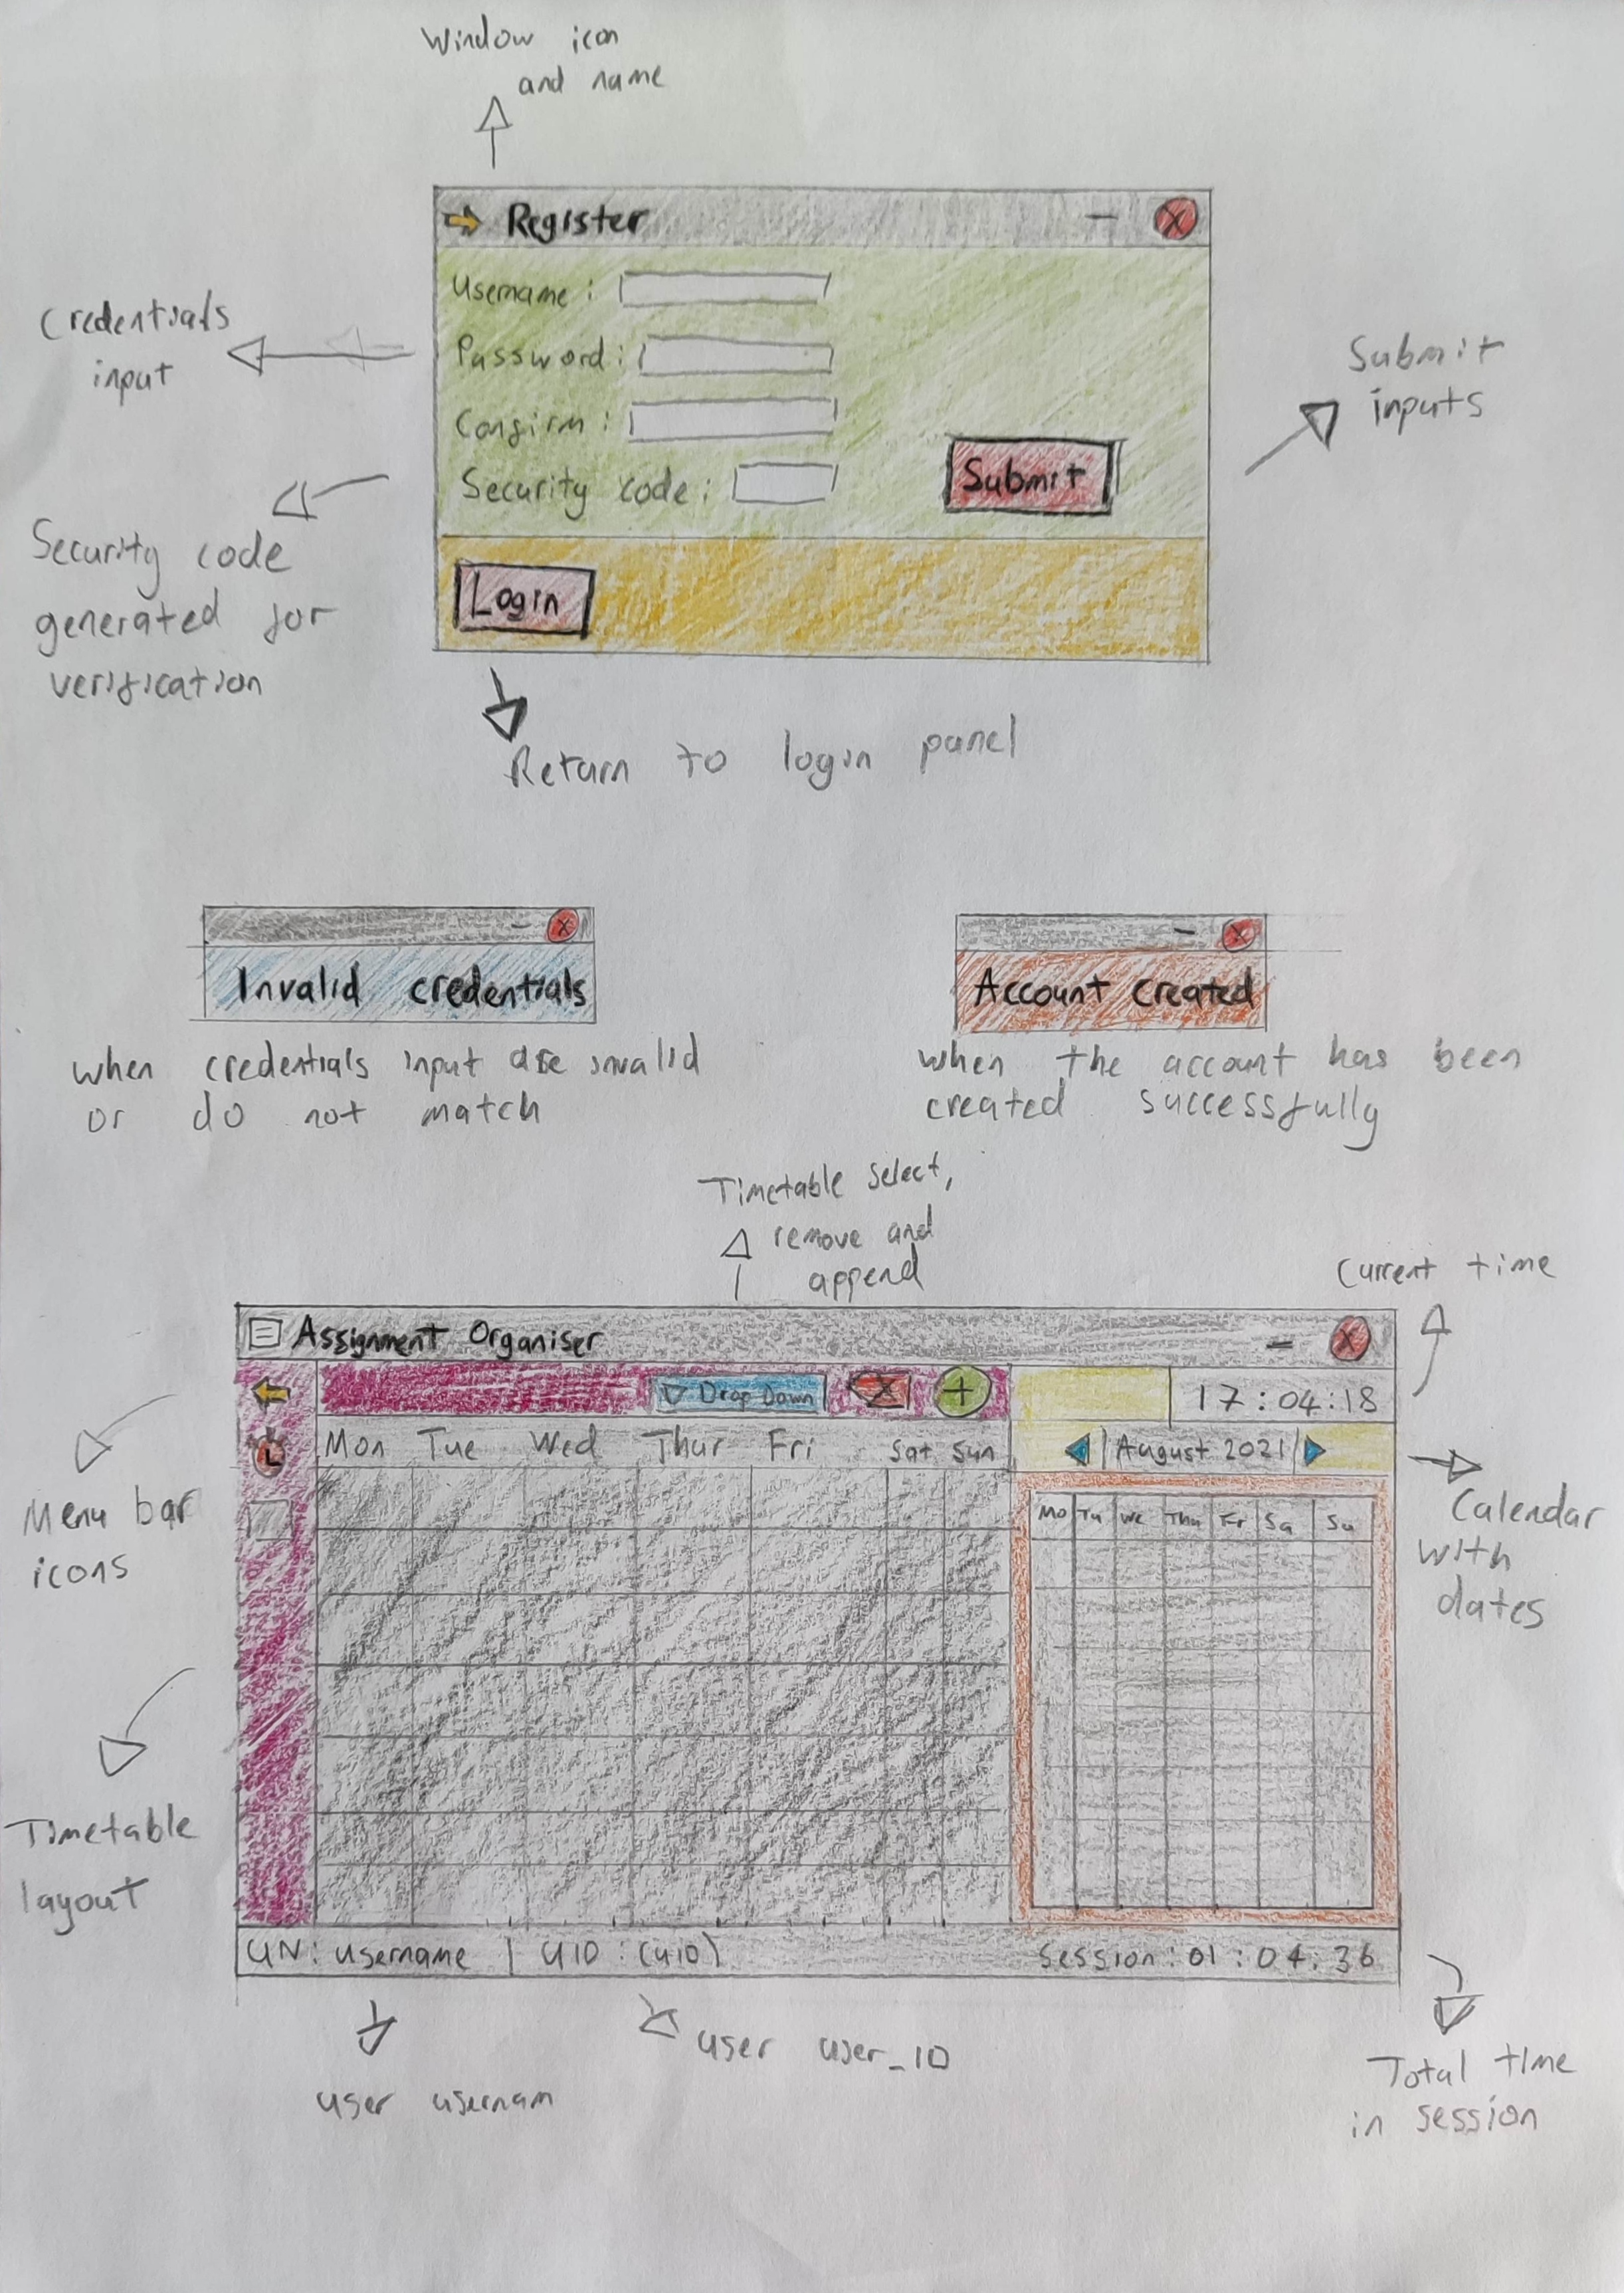 Window icon
and name
Register
Username :
Credentials
input
Password :
Submit
inputs
Confirm :
Security code :
Submit
Security code
generated for
verification
Login
Return to login panel
Invalid credentials
Account created
when credentials input are invalid
or do not match
when the account has been
created successfully
Timetable select,
remove and
append
Current time
Assignment Organiser
Drop Down
17:04:18
Mon Tue Wed Thur Fri Sat Sun
August 2021
Menu bar
icons
Mo Tu We Thu Fr Sa Su
Calendar
with
dates
Timetable
layout
UN: username | UID : (UID)
Session: 01 : 04 : 36
user usernam
user user_ID
Total time
in session